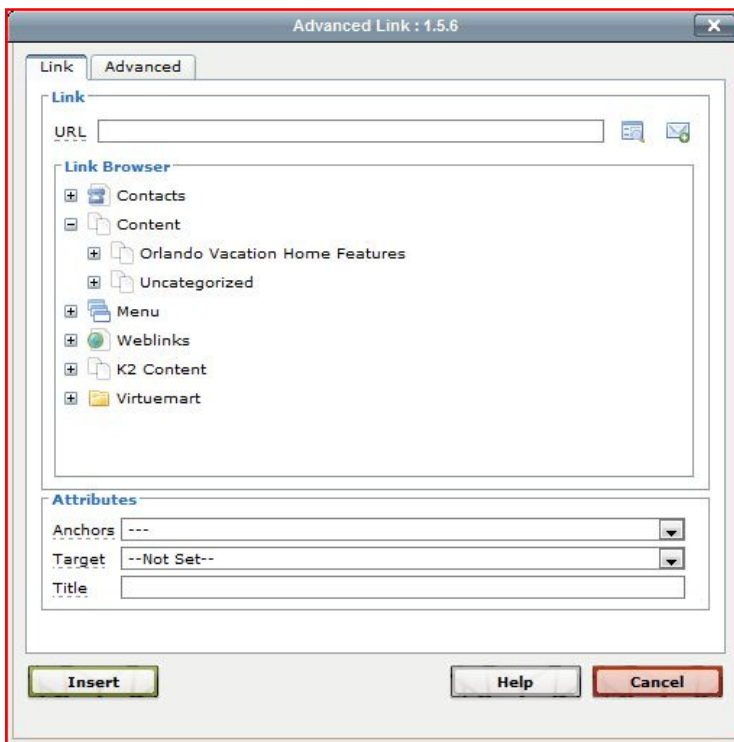 Advanced Link : 1.5.6
Link Advanced
Link
URL
Link Browser
Contacts
Content
Orlando Vacation Home Features
Uncategorized
Menu
Weblinks
K2 Content
Virtuemart
Attributes
Anchors ---
Target --Not Set--
Title
Insert Help Cancel